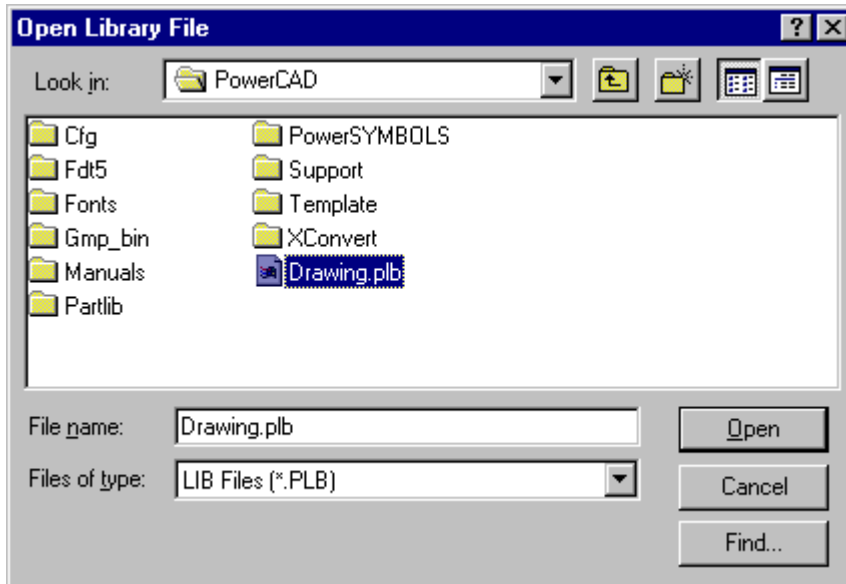 Open Library File
Look in: PowerCAD
Cfg
Fdt5
Fonts
Gmp_bin
Manuals
Partlib
PowerSYMBOLS
Support
Template
XConvert
Drawing.plb
File name: Drawing.plb
Open
Files of type: LIB Files (*.PLB)
Cancel
Find...